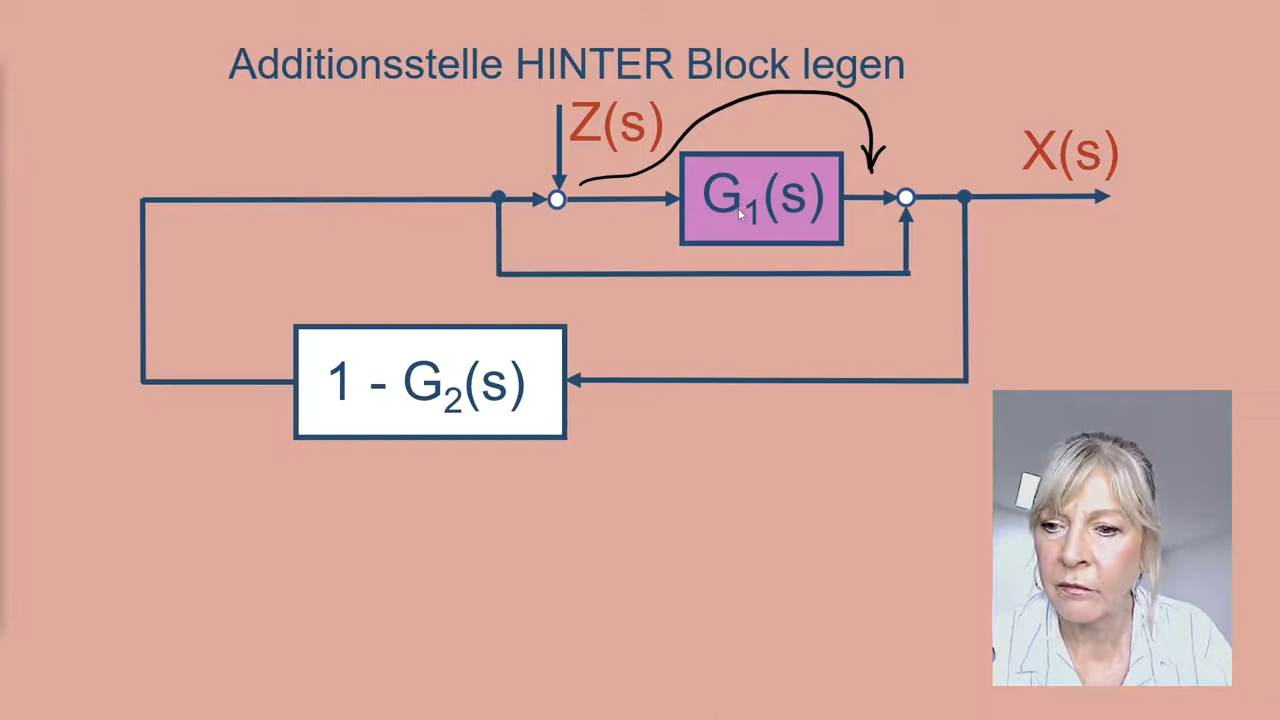 Additionsstelle HINTER Block legen
Z(s)
X(s)
G₁(s)
1 - G₂(s)